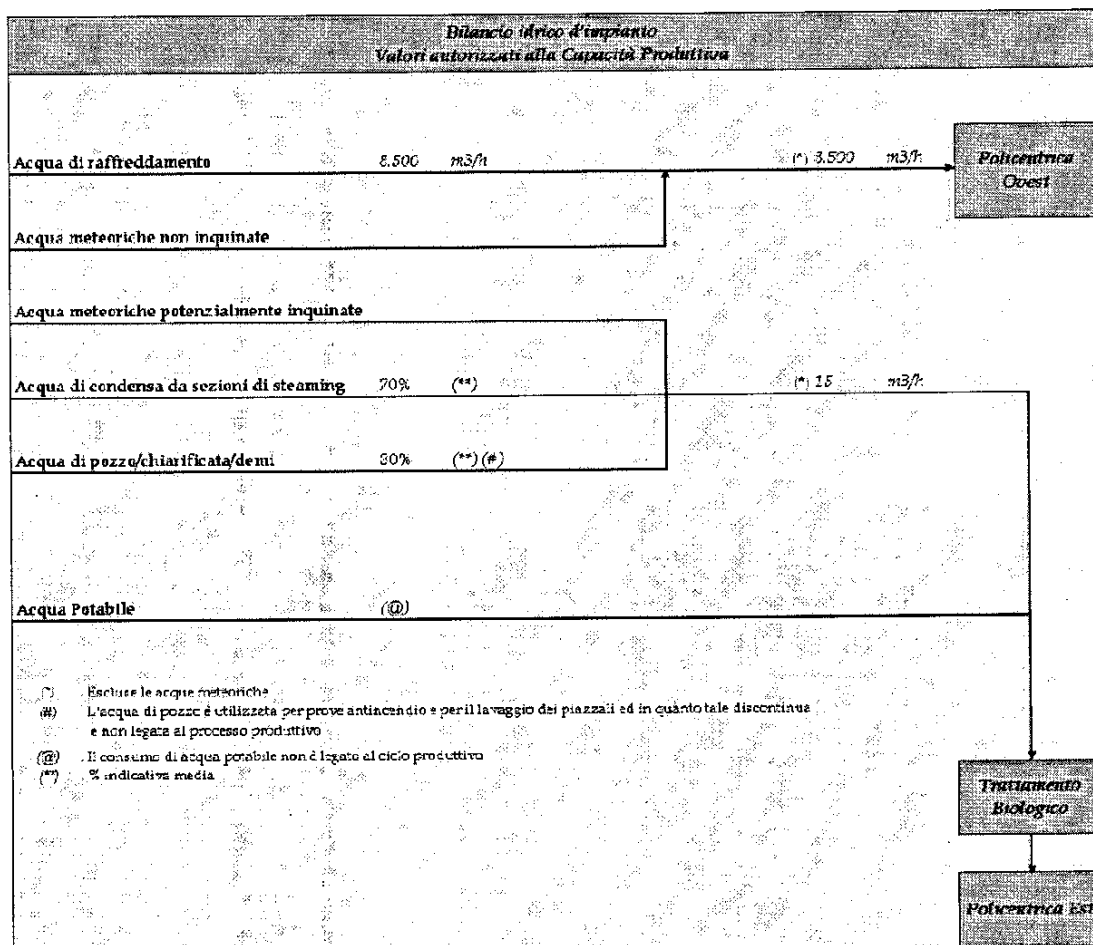 Bilancio idrico d'impianto
Valori autorizzati alla Capacità Produttiva
Acqua di raffreddamento 8.500 m3/h (*) 8.500 m3/h
Policentrica
Ovest
Acqua meteoriche non inquinate
Acqua meteoriche potenzialmente inquinate
Acqua di condensa da sezioni di steaming 70% (**) (*) 15 m3/h
Acqua di pozzo/chiarificata/demi 30% (**) (#)
Acqua Potabile (@)
(*) Escluse le acque meteoriche
(#) L'acqua di pozzo è utilizzata per prove antincendio e per il lavaggio dei piazzali ed in quanto tale discontinua
e non legata al processo produttivo
(@) Il consumo di acqua potabile non è legato al ciclo produttivo
(**) % indicativa media
Trattamento
Biologico
Policentrica Est